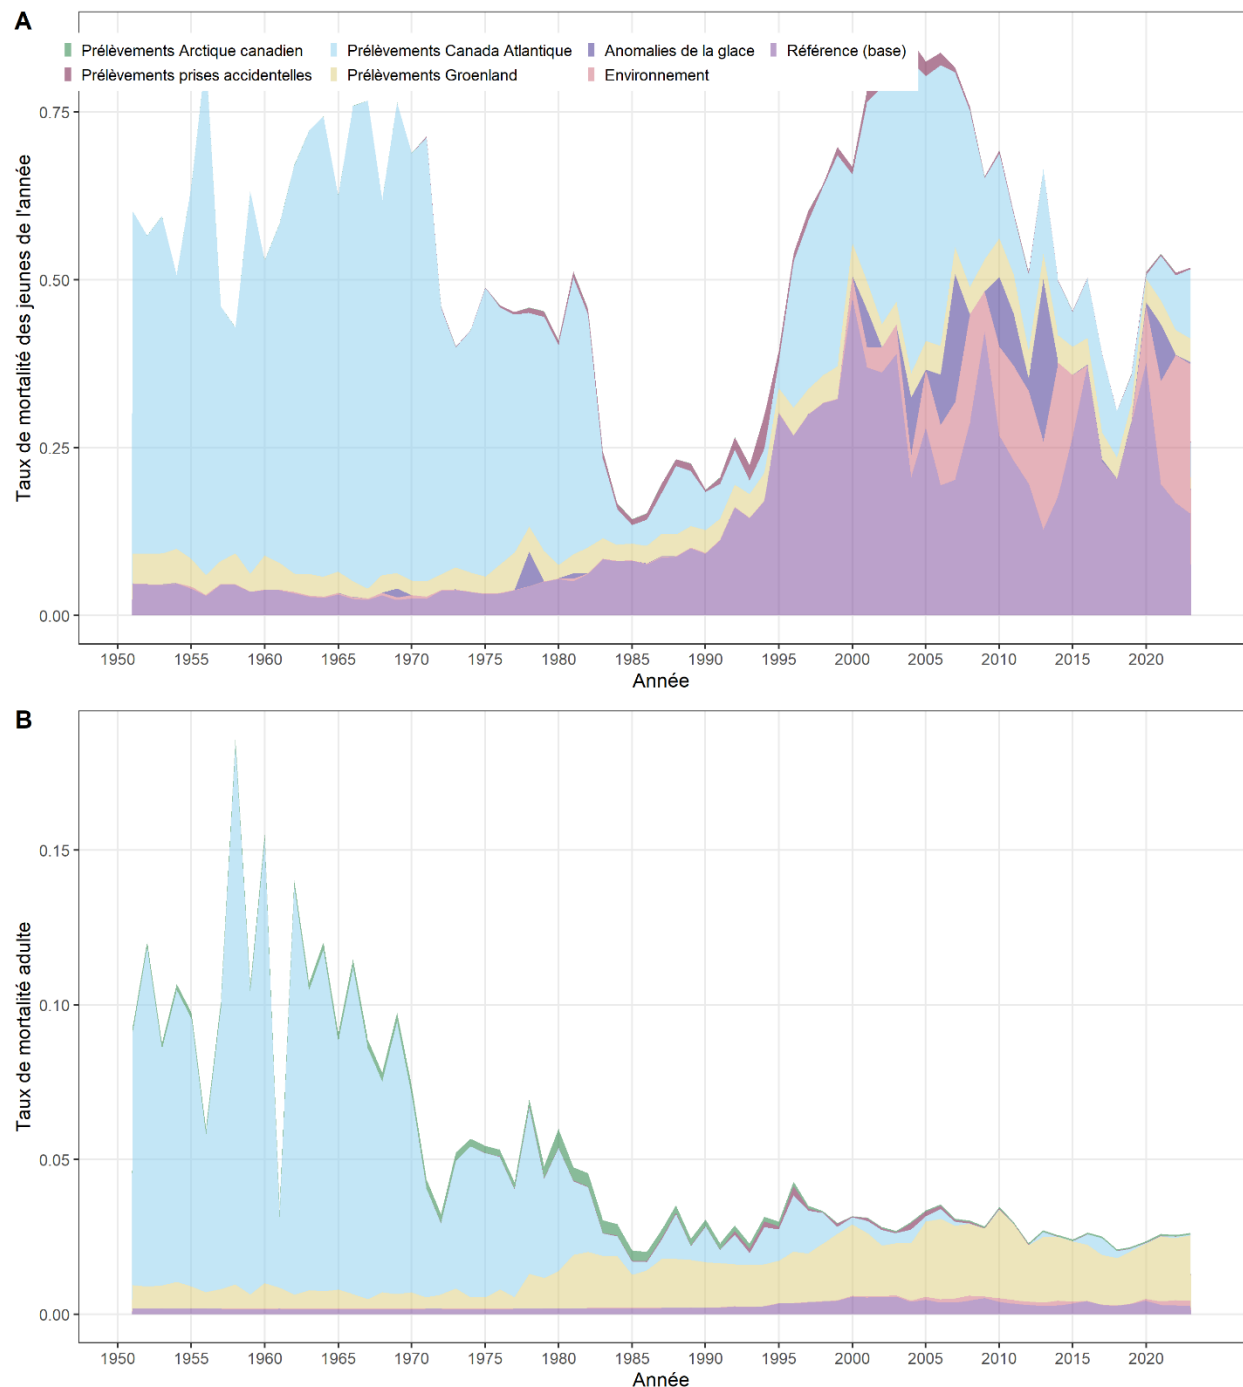 A
Prélèvements Arctique canadien Prélèvements Canada Atlantique Anomalies de la glace Référence (base)
Prélèvements prises accidentelles Prélèvements Groenland Environnement
Taux de mortalité des jeunes de l'année
0.75
0.50
0.25
0.00
1950 1955 1960 1965 1970 1975 1980 1985 1990 1995 2000 2005 2010 2015 2020
Année
B
Taux de mortalité adulte
0.15
0.10
0.05
0.00
1950 1955 1960 1965 1970 1975 1980 1985 1990 1995 2000 2005 2010 2015 2020
Année